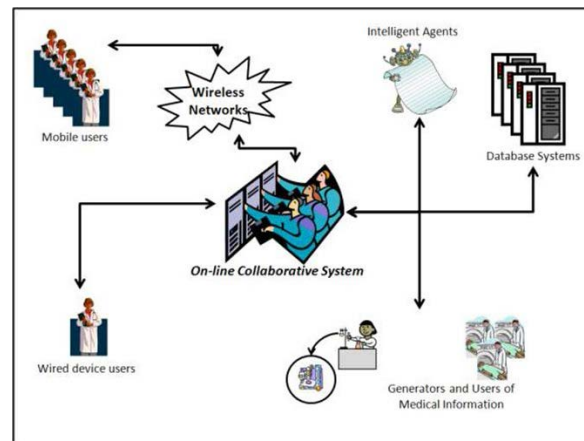 Intelligent Agents
Wireless
Networks
Mobile users
Database Systems
On-line Collaborative System
Wired device users
Generators and Users of
Medical Information